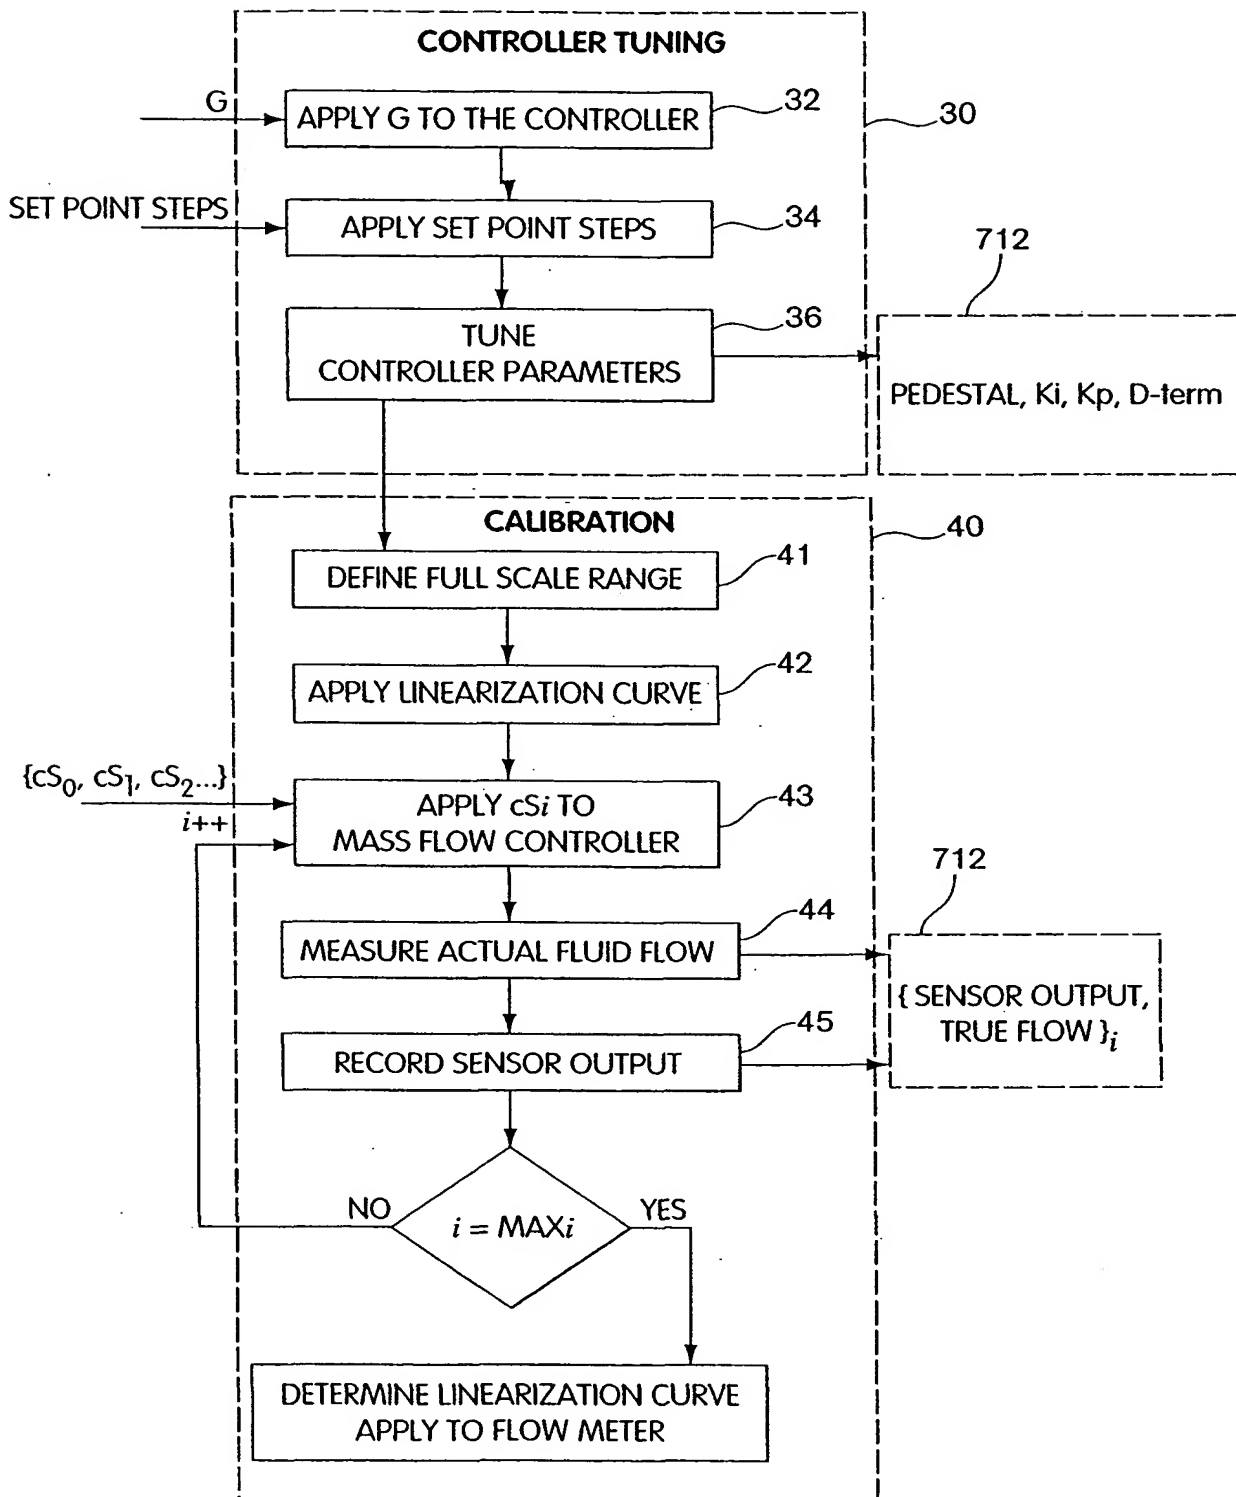 CONTROLLER TUNING
G
APPLY G TO THE CONTROLLER
32
30
SET POINT STEPS
APPLY SET POINT STEPS
34
712
TUNE
CONTROLLER PARAMETERS
36
PEDESTAL, Ki, Kp, D-term
CALIBRATION
40
DEFINE FULL SCALE RANGE
41
APPLY LINEARIZATION CURVE
42
{cS0, cS1, cS2...}
i++
APPLY cSi TO
MASS FLOW CONTROLLER
43
712
MEASURE ACTUAL FLUID FLOW
44
{ SENSOR OUTPUT,
TRUE FLOW }i
RECORD SENSOR OUTPUT
45
NO
i = MAXi
YES
DETERMINE LINEARIZATION CURVE
APPLY TO FLOW METER